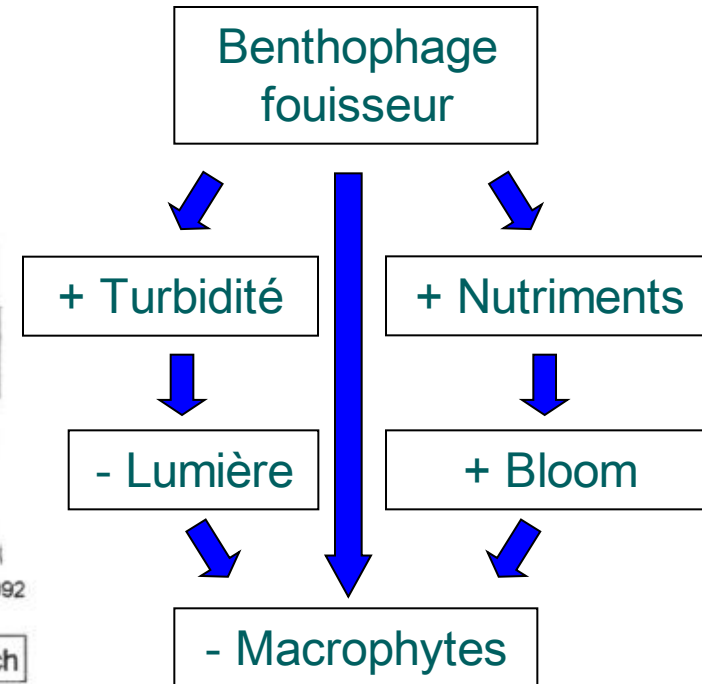 Benthophage
fouisseur
+ Turbidité
+ Nutriments
- Lumière
+ Bloom
- Macrophytes